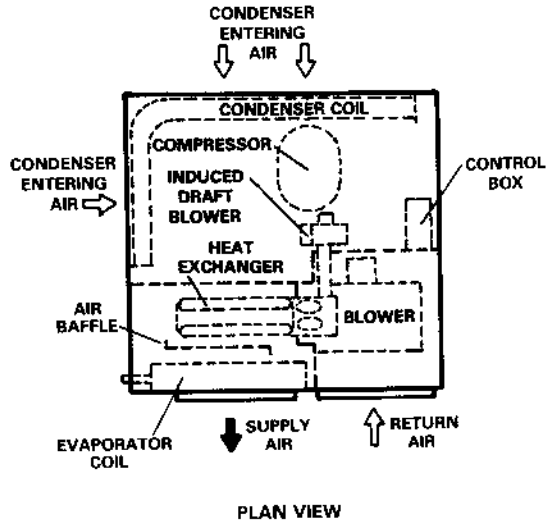 CONDENSER
ENTERING
AIR
CONDENSER COIL
COMPRESSOR
CONDENSER
ENTERING
AIR
INDUCED
DRAFT
BLOWER
CONTROL
BOX
HEAT
EXCHANGER
AIR
BAFFLE
BLOWER
EVAPORATOR
COIL
SUPPLY
AIR
RETURN
AIR
PLAN VIEW